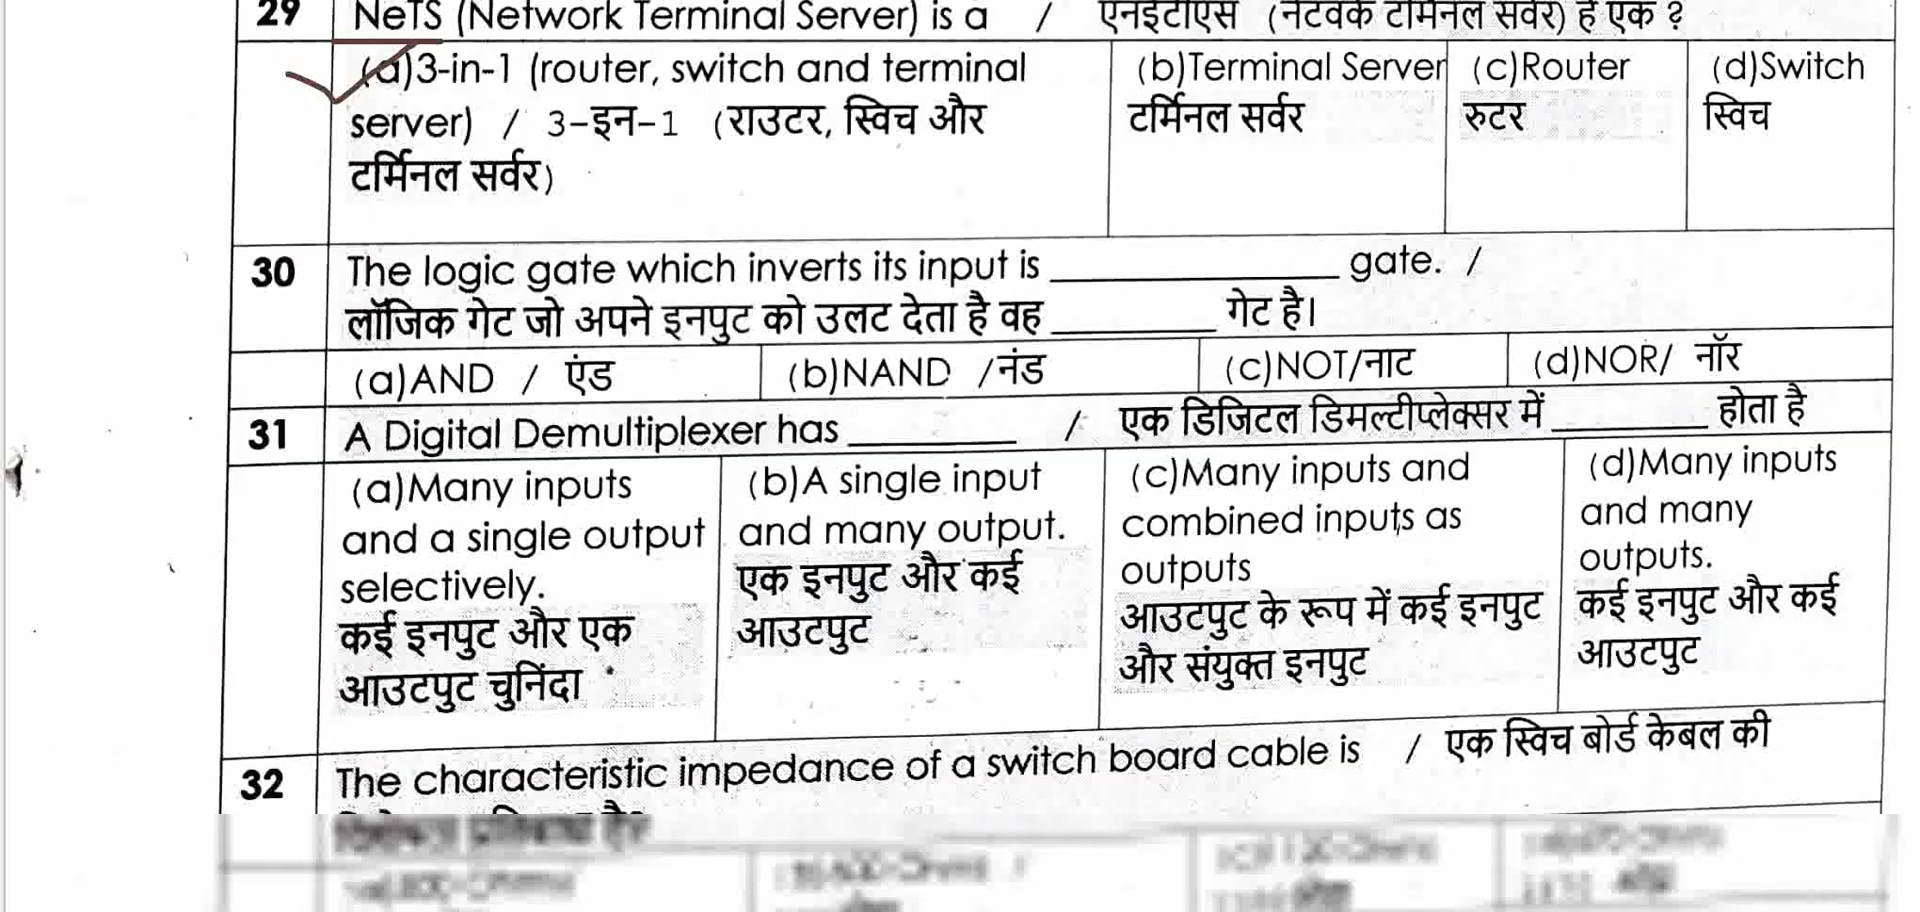 29 NeTS (Network Terminal Server) is a / एनइटीएस (नेटवर्क टर्मिनल सर्वर) है एक ?
(a)3-in-1 (router, switch and terminal
server) / 3-इन-1 (राउटर, स्विच और
टर्मिनल सर्वर)
(b)Terminal Server
टर्मिनल सर्वर
(c)Router
रुटर
(d)Switch
स्विच
30 The logic gate which inverts its input is ____________ gate. /
लॉजिक गेट जो अपने इनपुट को उलट देता है वह _______ गेट है।
(a)AND / एंड
(b)NAND /नंड
(c)NOT/नाट
(d)NOR/ नॉर
31 A Digital Demultiplexer has _______ / एक डिजिटल डिमल्टीप्लेक्सर में _______ होता है
(a)Many inputs
and a single output
selectively.
कई इनपुट और एक
आउटपुट चुनिंदा
(b)A single input
and many output.
एक इनपुट और कई
आउटपुट
(c)Many inputs and
combined inputs as
outputs
आउटपुट के रूप में कई इनपुट
और संयुक्त इनपुट
(d)Many inputs
and many
outputs.
कई इनपुट और कई
आउटपुट
32 The characteristic impedance of a switch board cable is / एक स्विच बोर्ड केबल की